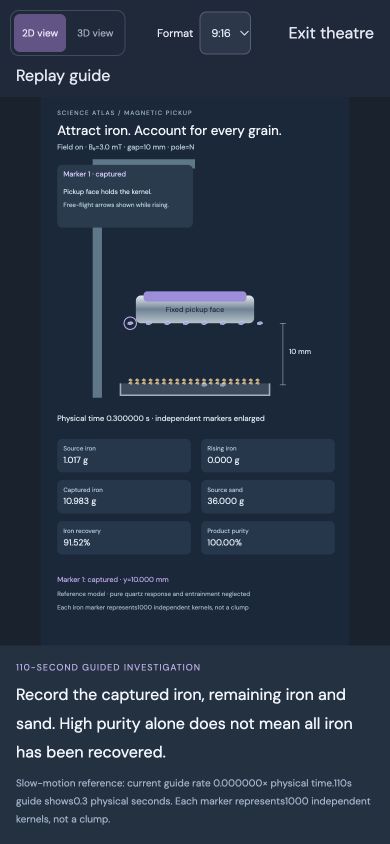 2D view
3D view
Format
9:16
Exit theatre
Replay guide
SCIENCE ATLAS / MAGNETIC PICKUP
Attract iron. Account for every grain.
Field on · B₀=3.0 mT · gap=10 mm · pole=N
Marker 1 · captured
Pickup face holds the kernel.
Free-flight arrows shown while rising.
Fixed pickup face
10 mm
Physical time 0.300000 s · independent markers enlarged
Source iron
1.017 g
Rising iron
0.000 g
Captured iron
10.983 g
Source sand
36.000 g
Iron recovery
91.52%
Product purity
100.00%
Marker 1: captured · y=10.000 mm
Reference model · pure quartz response and entrainment neglected
Each iron marker represents1000 independent kernels, not a clump
110-SECOND GUIDED INVESTIGATION
Record the captured iron, remaining iron and
sand. High purity alone does not mean all iron
has been recovered.
Slow-motion reference: current guide rate 0.000000× physical time.110s
guide shows0.3 physical seconds. Each marker represents1000 independent
kernels, not a clump.